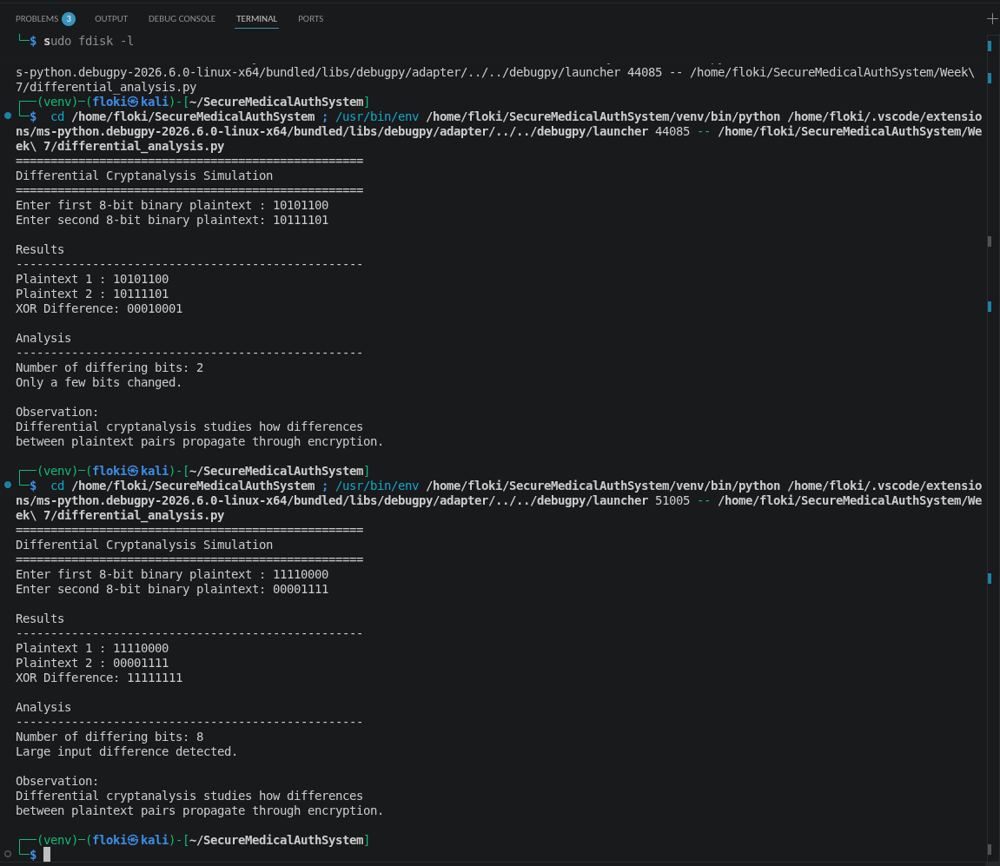 PROBLEMS 3 OUTPUT DEBUG CONSOLE TERMINAL PORTS
└─$ sudo fdisk -l
s-python.debugpy-2026.6.0-linux-x64/bundled/libs/debugpy/adapter/../../debugpy/launcher 44085 -- /home/floki/SecureMedicalAuthSystem/Week\
7/differential_analysis.py
┌──(venv)─(floki㉿kali)-[~/SecureMedicalAuthSystem]
└─$  cd /home/floki/SecureMedicalAuthSystem ; /usr/bin/env /home/floki/SecureMedicalAuthSystem/venv/bin/python /home/floki/.vscode/extensio
ns/ms-python.debugpy-2026.6.0-linux-x64/bundled/libs/debugpy/adapter/../../debugpy/launcher 44085 -- /home/floki/SecureMedicalAuthSystem/We
ek\ 7/differential_analysis.py
==================================================
Differential Cryptanalysis Simulation
==================================================
Enter first 8-bit binary plaintext : 10101100
Enter second 8-bit binary plaintext: 10111101
Results
--------------------------------------------------
Plaintext 1 : 10101100
Plaintext 2 : 10111101
XOR Difference: 00010001
Analysis
--------------------------------------------------
Number of differing bits: 2
Only a few bits changed.
Observation:
Differential cryptanalysis studies how differences
between plaintext pairs propagate through encryption.
┌──(venv)─(floki㉿kali)-[~/SecureMedicalAuthSystem]
└─$  cd /home/floki/SecureMedicalAuthSystem ; /usr/bin/env /home/floki/SecureMedicalAuthSystem/venv/bin/python /home/floki/.vscode/extensio
ns/ms-python.debugpy-2026.6.0-linux-x64/bundled/libs/debugpy/adapter/../../debugpy/launcher 51005 -- /home/floki/SecureMedicalAuthSystem/We
ek\ 7/differential_analysis.py
==================================================
Differential Cryptanalysis Simulation
==================================================
Enter first 8-bit binary plaintext : 11110000
Enter second 8-bit binary plaintext: 00001111
Results
--------------------------------------------------
Plaintext 1 : 11110000
Plaintext 2 : 00001111
XOR Difference: 11111111
Analysis
--------------------------------------------------
Number of differing bits: 8
Large input difference detected.
Observation:
Differential cryptanalysis studies how differences
between plaintext pairs propagate through encryption.
┌──(venv)─(floki㉿kali)-[~/SecureMedicalAuthSystem]
└─$